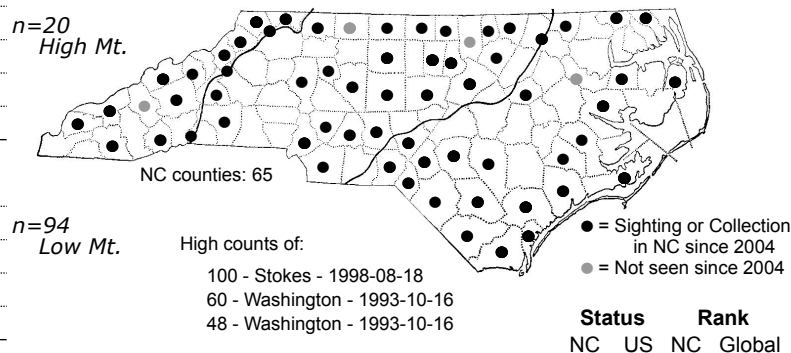 n=20
High Mt.
NC counties: 65
n=94
Low Mt.
High counts of:
100 - Stokes - 1998-08-18
60 - Washington - 1993-10-16
48 - Washington - 1993-10-16
= Sighting or Collection
in NC since 2004
= Not seen since 2004
Status Rank
NC US NC Global